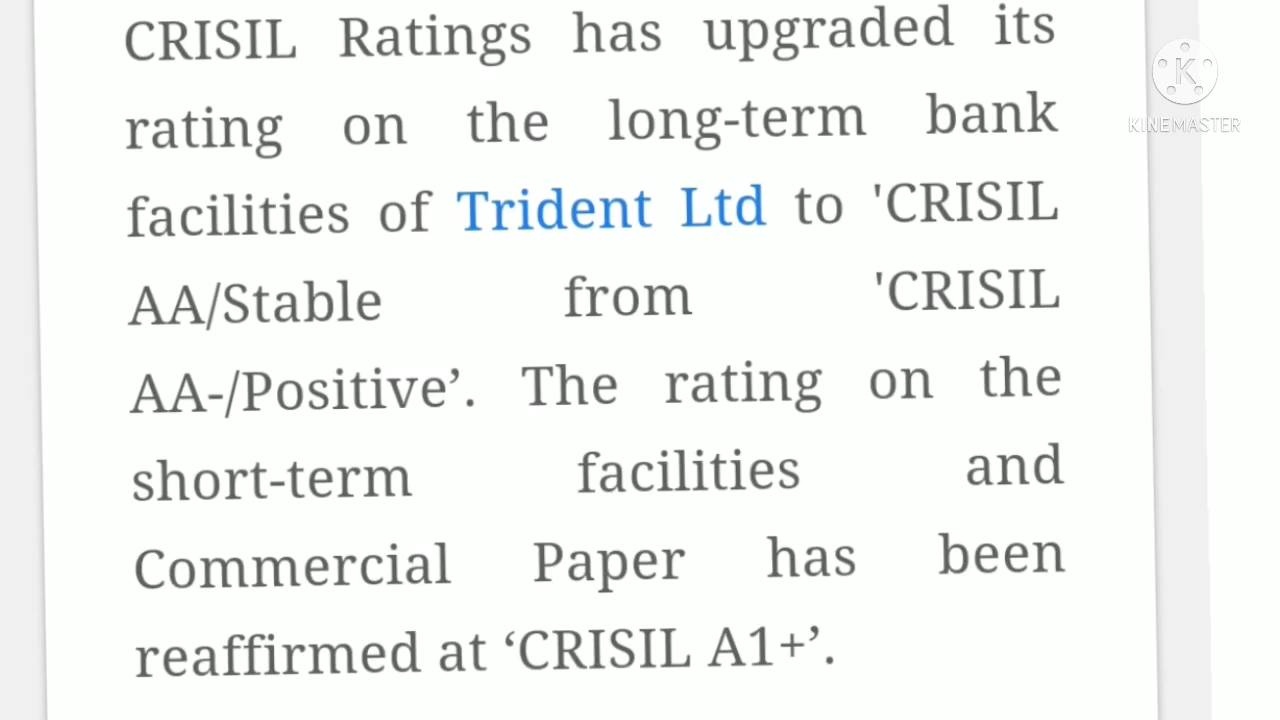 CRISIL Ratings has upgraded its
rating on the long-term bank
facilities of Trident Ltd to 'CRISIL
AA/Stable from 'CRISIL
AA-/Positive’. The rating on the
short-term facilities and
Commercial Paper has been
reaffirmed at ‘CRISIL A1+’.
K
KINEMASTER